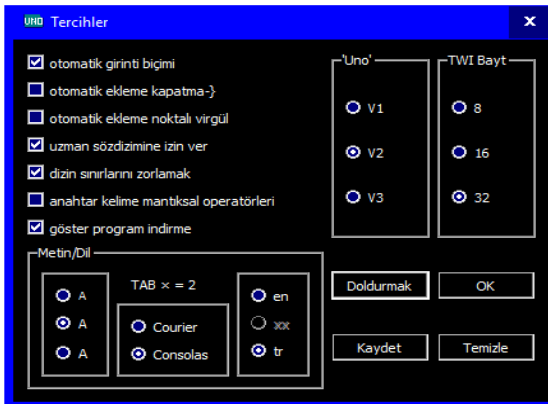 UNO Tercihler x
otomatik girinti biçimi
otomatik ekleme kapatma-}
otomatik ekleme noktalı virgül
uzman sözdizimine izin ver
dizin sınırlarını zorlamak
anahtar kelime mantıksal operatörleri
göster program indirme
'Uno'
V1
V2
V3
TWI Bayt
8
16
32
Metin/Dil
A
A
A
TAB × = 2
Courier
Consolas
en
xx
tr
Doldurmak
OK
Kaydet
Temizle